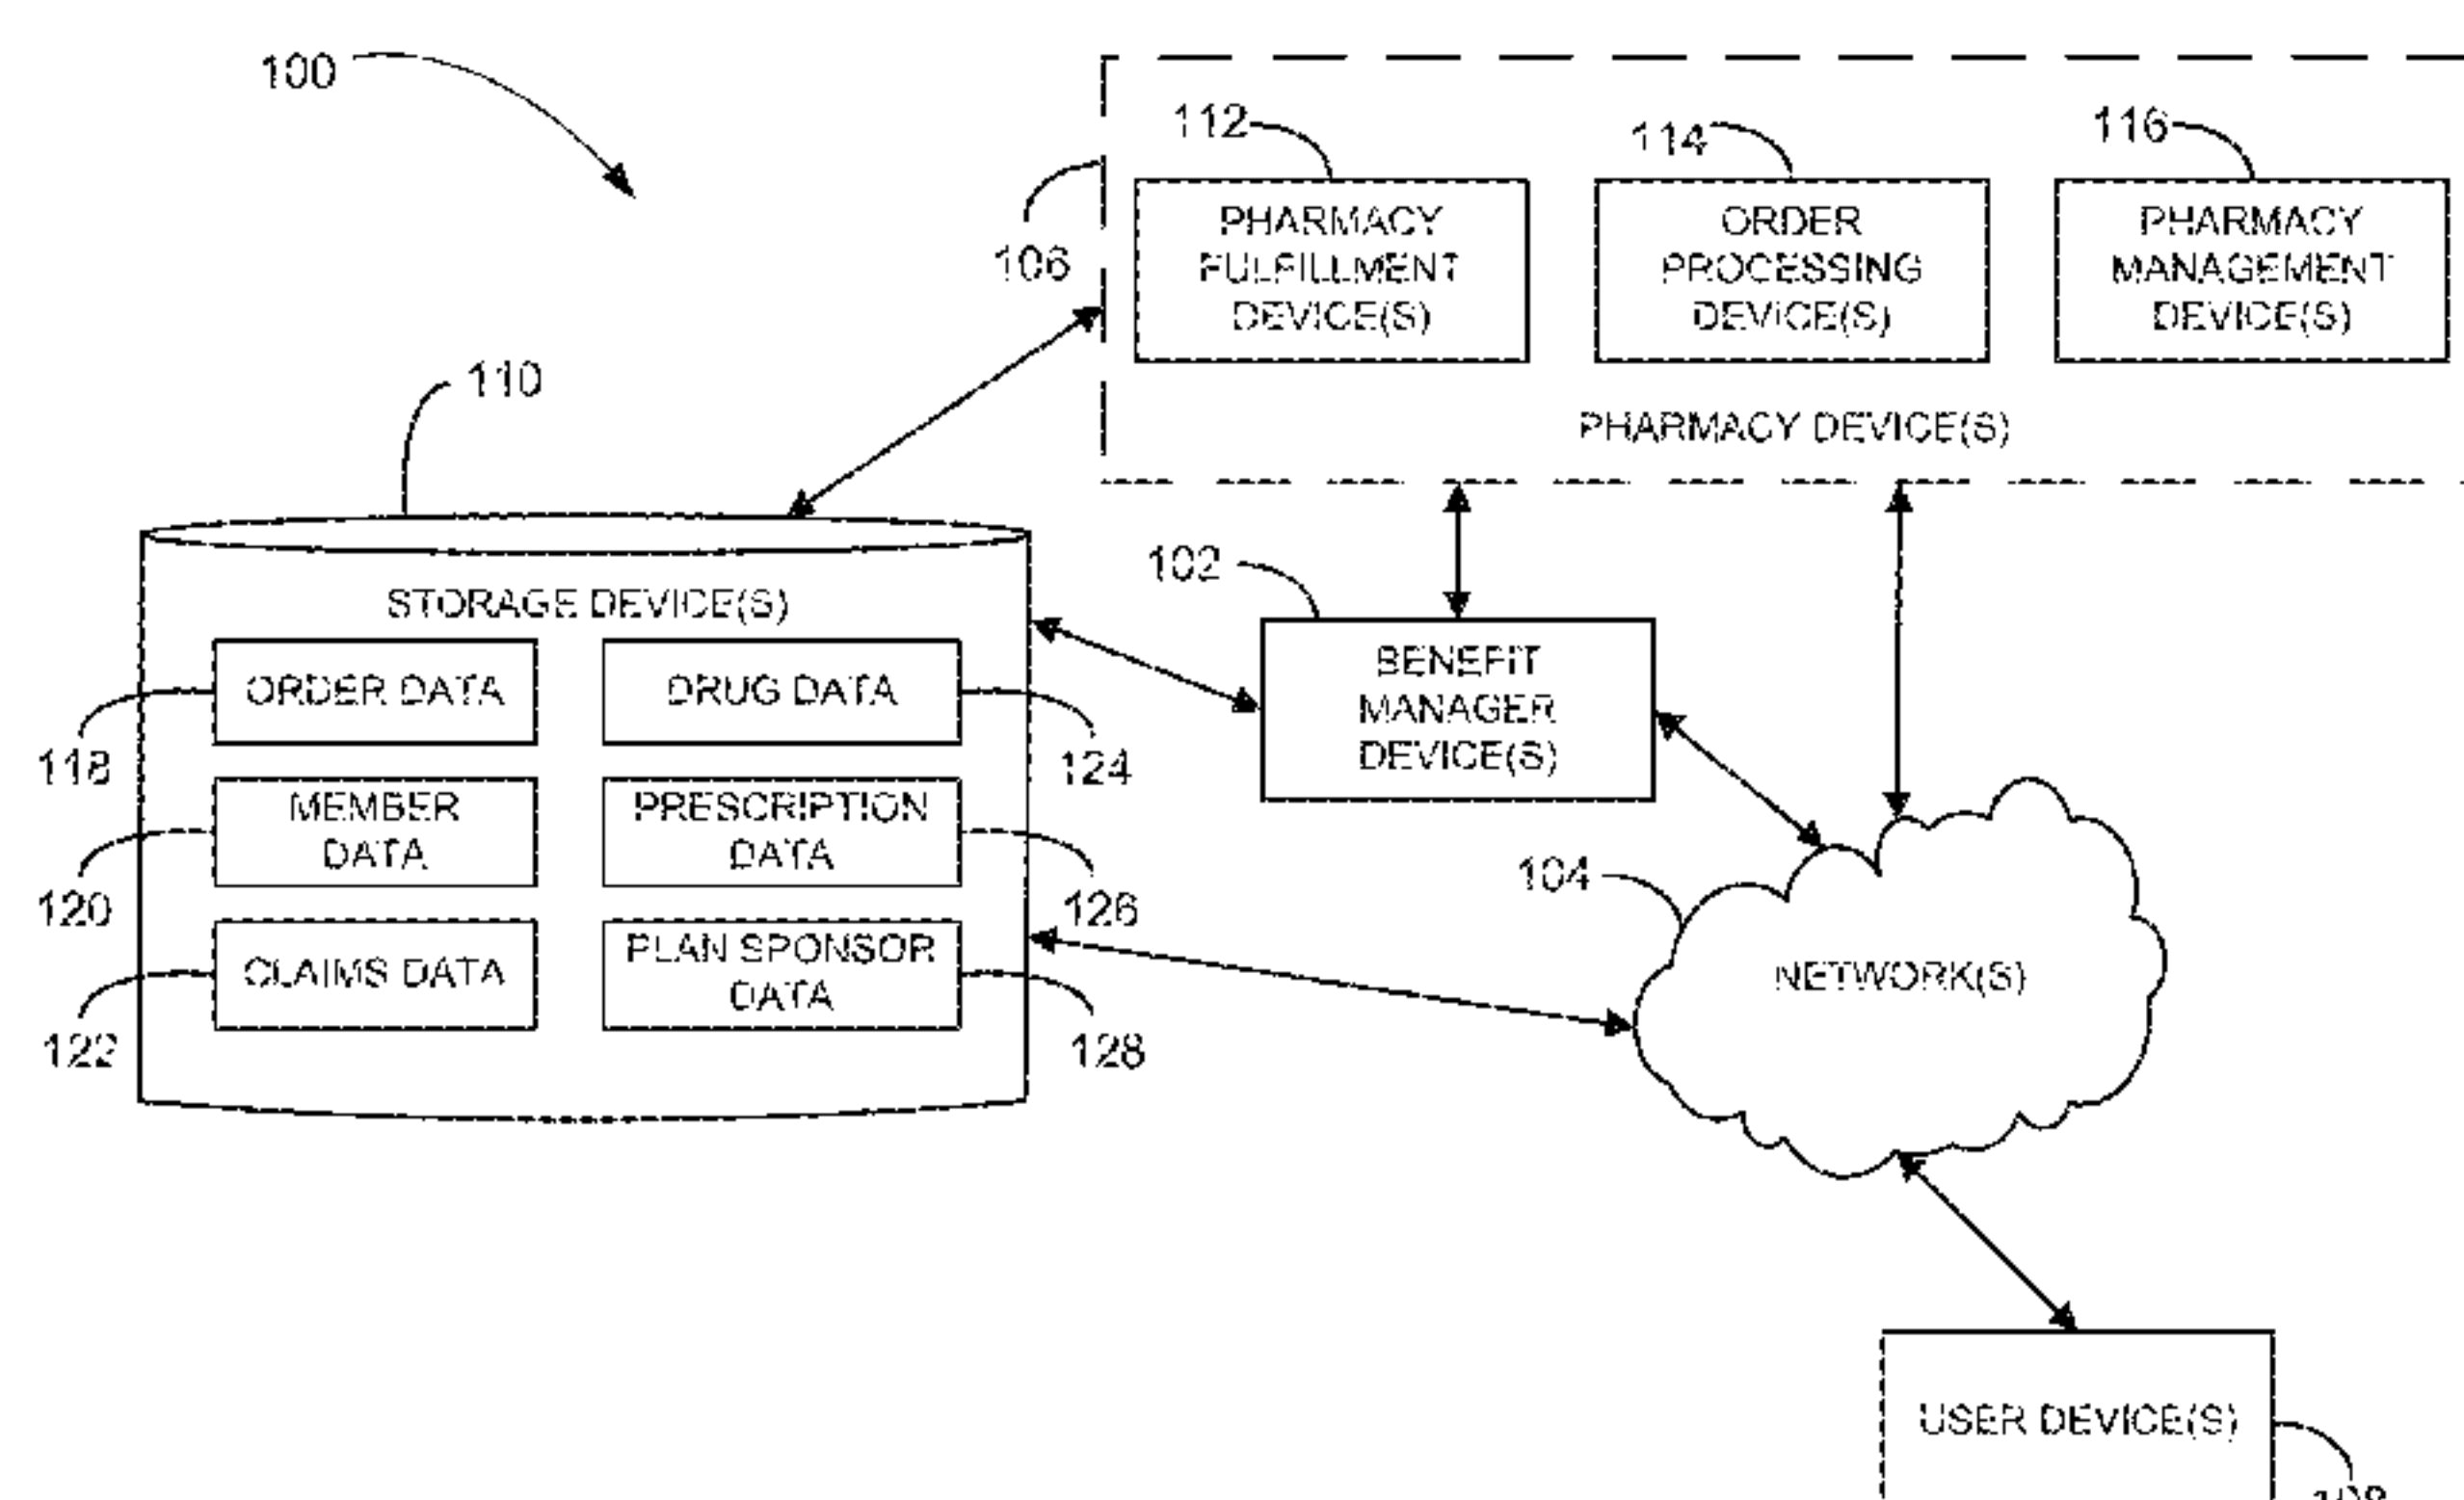 100
112
114
116
106
PHARMACY
FULFILLMENT
DEVICE(S)
ORDER
PROCESSING
DEVICE(S)
PHARMACY
MANAGEMENT
DEVICE(S)
PHARMACY DEVICE(S)
110
STORAGE DEVICE(S)
ORDER DATA
DRUG DATA
118
124
MEMBER
DATA
PRESCRIPTION
DATA
120
126
CLAIMS DATA
PLAN SPONSOR
DATA
122
128
102
BENEFIT
MANAGER
DEVICE(S)
104
NETWORK(S)
USER DEVICE(S)